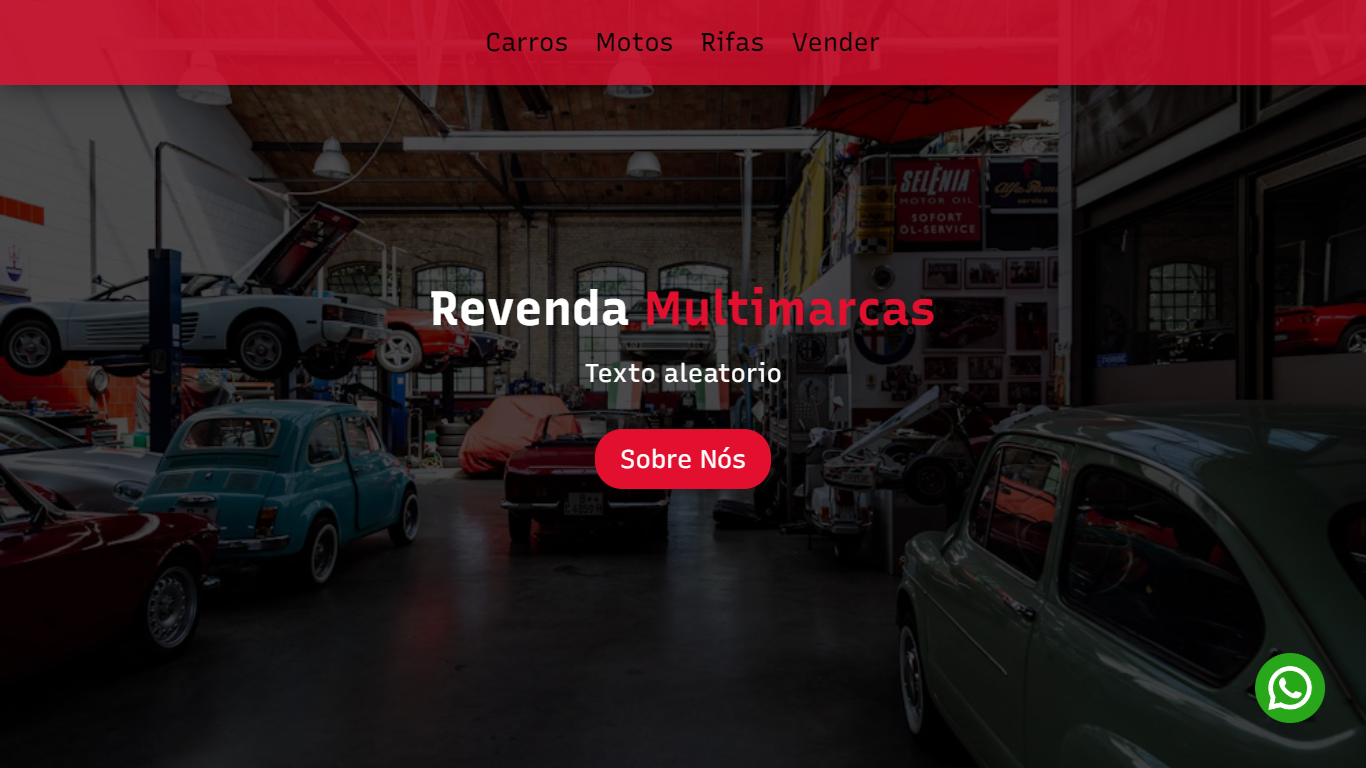 Carros Motos Rifas Vender
SELENIA
MOTOR OIL
SOFORT
ÖL-SERVICE
Alfa Romeo
service
Revenda Multimarcas
Texto aleatorio
Sobre Nós